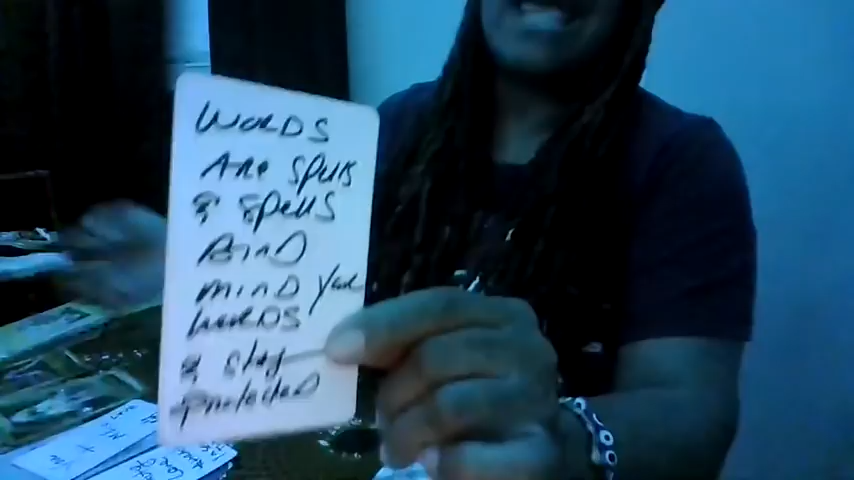 WORDS
ARE SPELLS
& SPELLS
BIND
MIND YOUR
WORDS
& STAY
PROTECTED